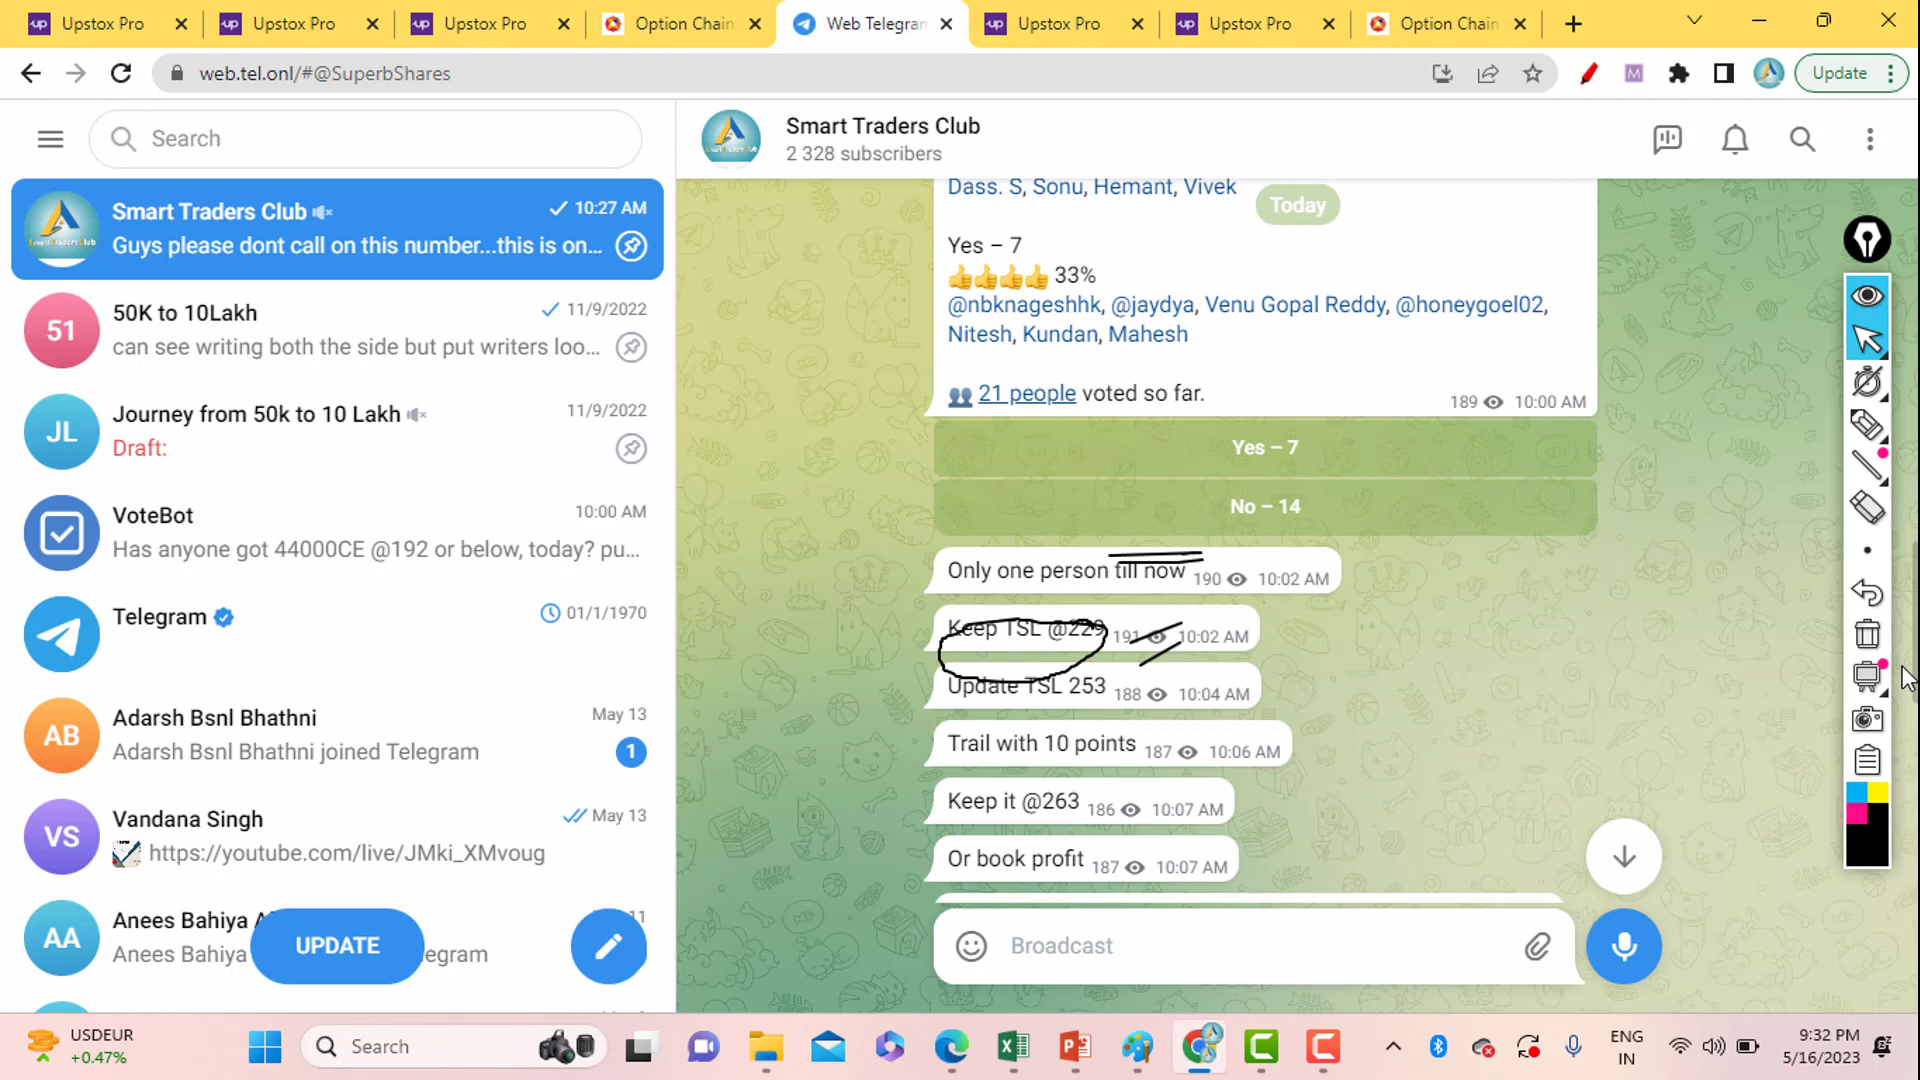 Upstox Pro
Upstox Pro
Upstox Pro
Option Chain
Web Telegram
Upstox Pro
Upstox Pro
Option Chain
web.tel.onl/#@SuperbShares
Update
Search
Smart Traders Club
10:27 AM
Guys please dont call on this number...this is on...
50K to 10Lakh
11/9/2022
can see writing both the side but put writers loo...
51
Journey from 50k to 10 Lakh
11/9/2022
Draft:
JL
VoteBot
10:00 AM
Has anyone got 44000CE @192 or below, today? pu...
Telegram
01/1/1970
Adarsh Bsnl Bhathni
May 13
Adarsh Bsnl Bhathni joined Telegram
1
AB
Vandana Singh
May 13
https://youtube.com/live/JMki_XMvoug
VS
Anees Bahiya
11
Anees Bahiya
egram
AA
UPDATE
Smart Traders Club
2 328 subscribers
Dass. S, Sonu, Hemant, Vivek
Today
Yes – 7
👍👍👍👍 33%
@nbknageshhk, @jaydya, Venu Gopal Reddy, @honeygoel02,
Nitesh, Kundan, Mahesh
👥 21 people voted so far.
189 10:00 AM
Yes – 7
No – 14
Only one person till now 190 10:02 AM
Keep TSL @229 191 10:02 AM
Update TSL 253 188 10:04 AM
Trail with 10 points 187 10:06 AM
Keep it @263 186 10:07 AM
Or book profit 187 10:07 AM
Broadcast
USDEUR
+0.47%
Search
ENG
IN
9:32 PM
5/16/2023